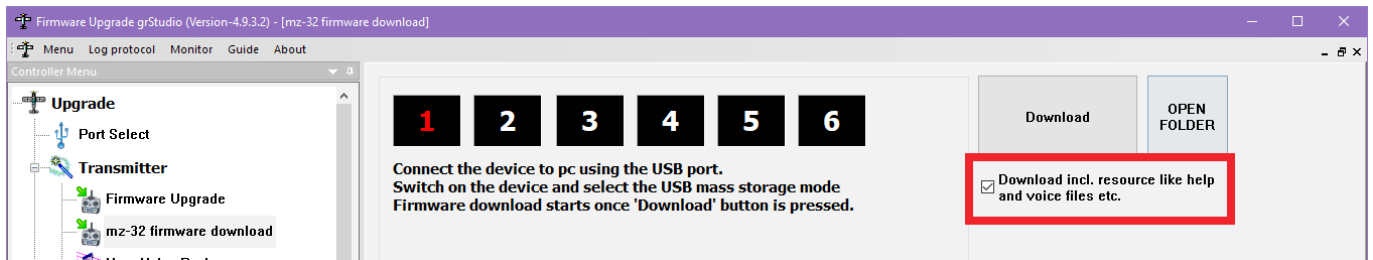 Firmware Upgrade grStudio (Version-4.9.3.2) - [mz-32 firmware download]
Menu Log protocol Monitor Guide About
Controller Menu
Upgrade
Port Select
Transmitter
Firmware Upgrade
mz-32 firmware download
1 2 3 4 5 6
Connect the device to pc using the USB port.
Switch on the device and select the USB mass storage mode
Firmware download starts once 'Download' button is pressed.
Download
OPEN
FOLDER
Download incl. resource like help
and voice files etc.